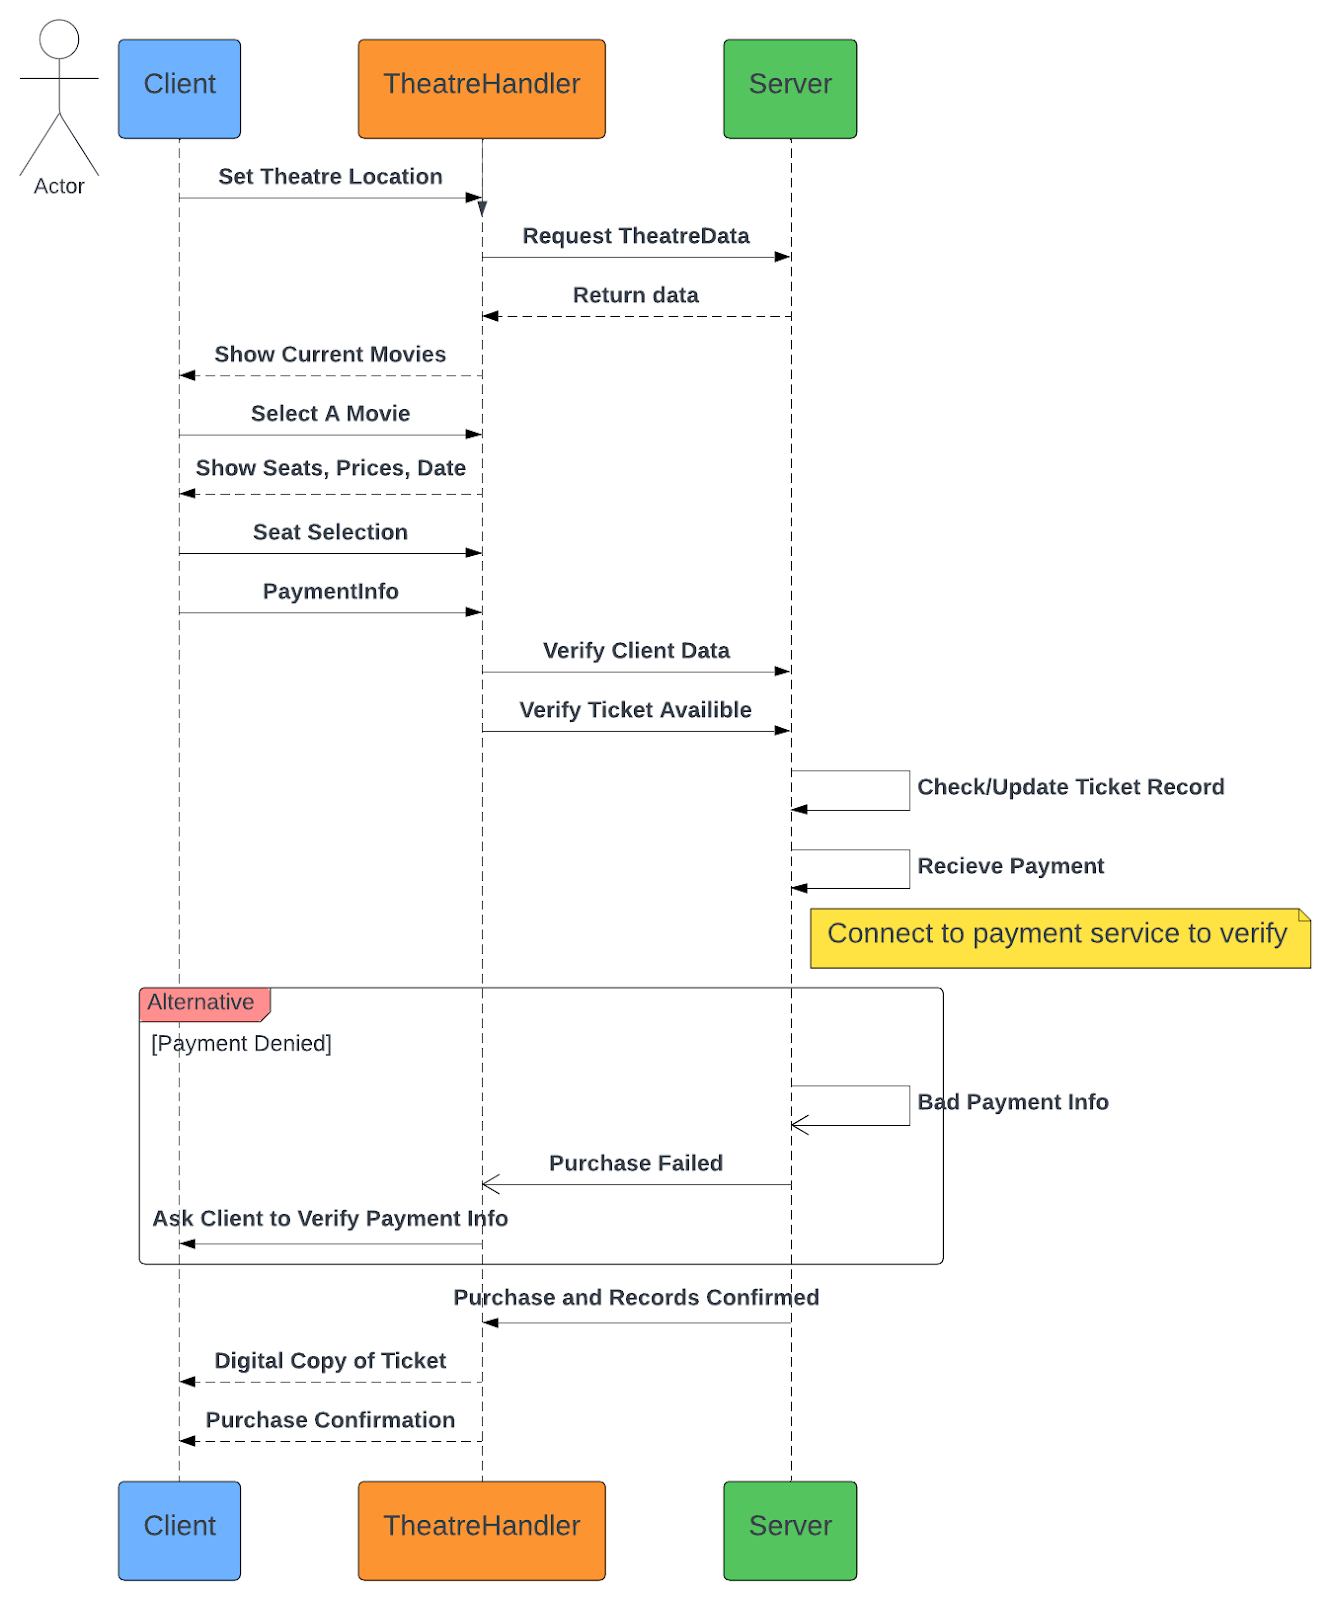 Client
TheatreHandler
Server
Actor
Set Theatre Location
Request TheatreData
Return data
Show Current Movies
Select A Movie
Show Seats, Prices, Date
Seat Selection
PaymentInfo
Verify Client Data
Verify Ticket Availible
Check/Update Ticket Record
Recieve Payment
Connect to payment service to verify
Alternative
[Payment Denied]
Bad Payment Info
Purchase Failed
Ask Client to Verify Payment Info
Purchase and Records Confirmed
Digital Copy of Ticket
Purchase Confirmation
Client
TheatreHandler
Server